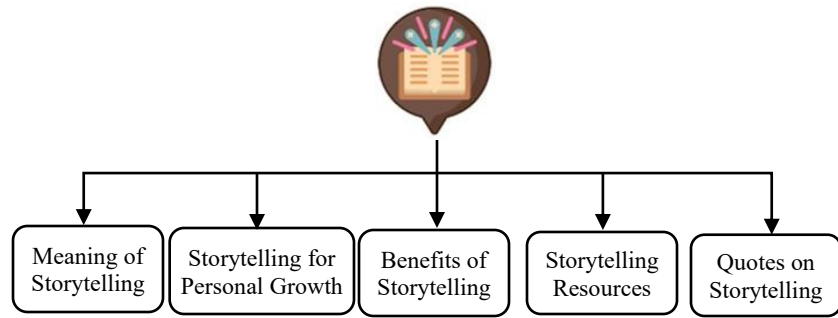 Meaning of
Storytelling
Storytelling for
Personal Growth
Benefits of
Storytelling
Storytelling
Resources
Quotes on
Storytelling